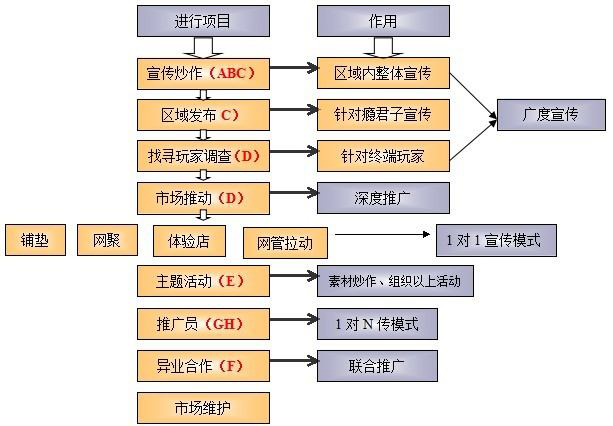 进行项目 作用
宣传炒作（ABC） 区域内整体宣传
区域发布 C） 针对瘾君子宣传 广度宣传
找寻玩家调查（D） 针对终端玩家
市场推动（D） 深度推广
铺垫 网聚 体验店 网管拉动 1 对 1 宣传模式
主题活动（E） 素材炒作、组织以上活动
推广员（GH） 1 对 N 传模式
异业合作（F） 联合推广
市场维护